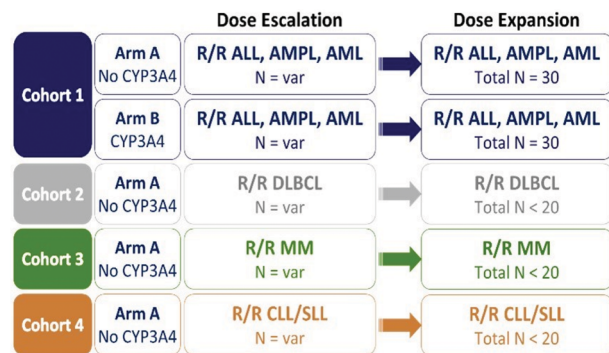 Dose Escalation
Dose Expansion
Cohort 1
Arm A
No CYP3A4
R/R ALL, AMPL, AML
N = var
R/R ALL, AMPL, AML
Total N = 30
Arm B
CYP3A4
R/R ALL, AMPL, AML
N = var
R/R ALL, AMPL, AML
Total N = 30
Cohort 2
Arm A
No CYP3A4
R/R DLBCL
N = var
R/R DLBCL
Total N < 20
Cohort 3
Arm A
No CYP3A4
R/R MM
N = var
R/R MM
Total N < 20
Cohort 4
Arm A
No CYP3A4
R/R CLL/SLL
N = var
R/R CLL/SLL
Total N < 20